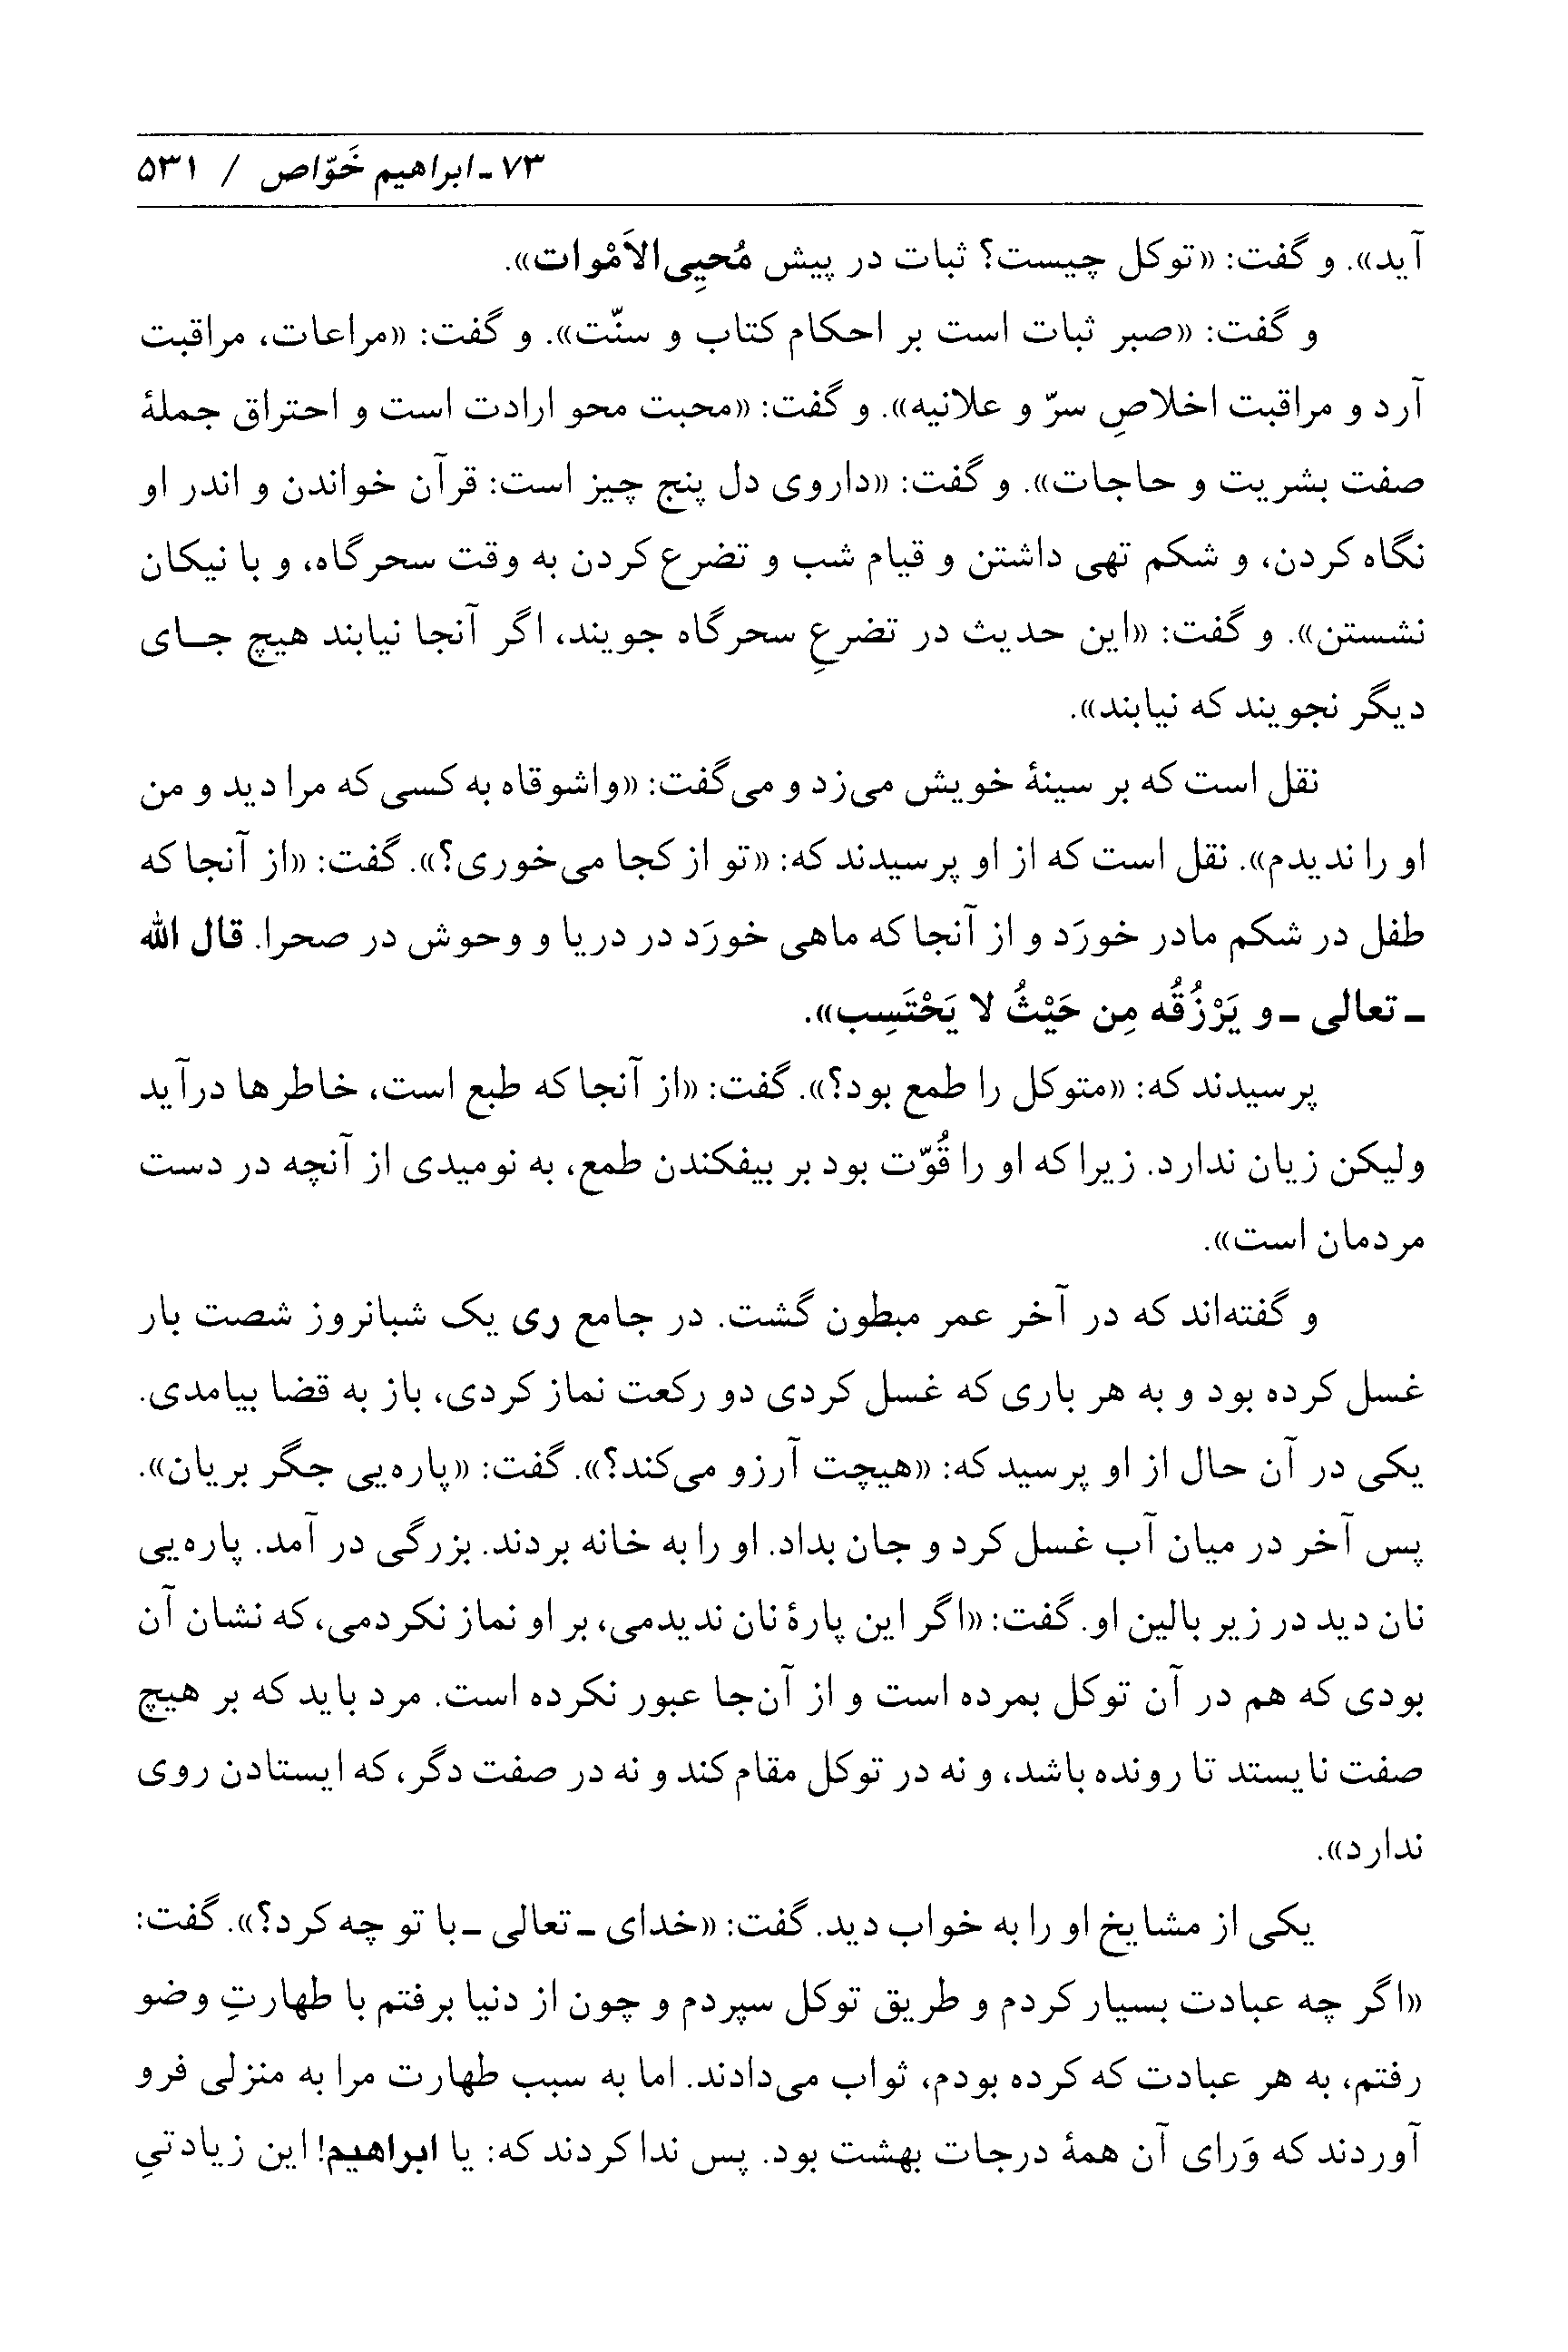 ۷۳ـ ابراهیم خَوّاص / ۵۳۱
آید». و گفت: «توکل چیست؟ ثبات در پیش مُحیِی‌الاَمْوات».
و گفت: «صبر ثبات است بر احکام کتاب و سنّت». و گفت: «مراعات، مراقبت
آرد و مراقبت اخلاصِ سرّ و علانیه». و گفت: «محبت محو ارادت است و احتراق جملهٔ
صفت بشریت و حاجات». و گفت: «داروی دل پنج چیز است: قرآن خواندن و اندر او
نگاه کردن، و شکم تهی داشتن و قیام شب و تضرع کردن به وقت سحرگاه، و با نیکان
نشستن». و گفت: «این حدیث در تضرعِ سحرگاه جویند، اگر آنجا نیابند هیچ جـای
دیگر نجویند که نیابند».
نقل است که بر سینهٔ خویش می‌زد و می‌گفت: «واشوقاه به کسی که مرا دید و من
او را ندیدم». نقل است که از او پرسیدند که: «تو از کجا می‌خوری؟». گفت: «از آنجا که
طفل در شکم مادر خورَد و از آنجا که ماهی خورَد در دریا و وحوش در صحرا. قال الله
ـ تعالی ـ و یَرْزُقُه مِن حَیْثُ لا یَحْتَسِب».
پرسیدند که: «متوکل را طمع بود؟». گفت: «از آنجا که طبع است، خاطرها درآید
ولیکن زیان ندارد. زیرا که او را قُوّت بود بر بیفکندن طمع، به نومیدی از آنچه در دست
مردمان است».
و گفته‌اند که در آخر عمر مبطون گشت. در جامع ری یک شبانروز شصت بار
غسل کرده بود و به هر باری که غسل کردی دو رکعت نماز کردی، باز به قضا بیامدی.
یکی در آن حال از او پرسید که: «هیچت آرزو می‌کند؟». گفت: «پاره‌یی جگر بریان».
پس آخر در میان آب غسل کرد و جان بداد. او را به خانه بردند. بزرگی در آمد. پاره‌یی
نان دید در زیر بالین او. گفت: «اگر این پارهٔ نان ندیدمی، بر او نماز نکردمی، که نشان آن
بودی که هم در آن توکل بمرده است و از آن‌جا عبور نکرده است. مرد باید که بر هیچ
صفت نایستد تا رونده باشد، و نه در توکل مقام کند و نه در صفت دگر، که ایستادن روی
ندارد».
یکی از مشایخ او را به خواب دید. گفت: «خدای ـ تعالی ـ با تو چه کرد؟». گفت:
«اگر چه عبادت بسیار کردم و طریق توکل سپردم و چون از دنیا برفتم با طهارتِ وضو
رفتم، به هر عبادت که کرده بودم، ثواب می‌دادند. اما به سبب طهارت مرا به منزلی فرو
آوردند که وَرای آن همهٔ درجات بهشت بود. پس ندا کردند که: یا ابراهیم! این زیادتیِ